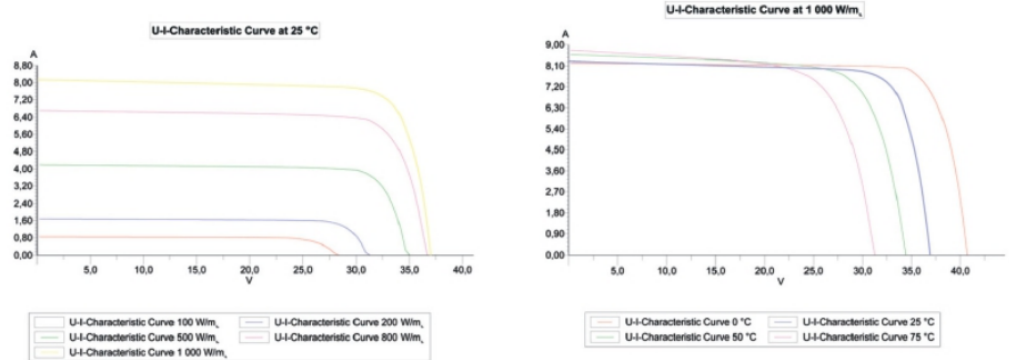 U-I-Characteristic Curve at 25 °C
A
8,80
8,00
7,20
6,40
5,60
4,80
4,00
3,20
2,40
1,60
0,80
0,00
5,0 10,0 15,0 20,0 25,0 30,0 35,0 40,0
V
U-I-Characteristic Curve 100 W/m, U-I-Characteristic Curve 200 W/m,
U-I-Characteristic Curve 500 W/m, U-I-Characteristic Curve 800 W/m,
U-I-Characteristic Curve 1 000 W/m,
U-I-Characteristic Curve at 1 000 W/m,
A
9,00
8,10
7,20
6,30
5,40
4,50
3,60
2,70
1,80
0,90
0,00
5,0 10,0 15,0 20,0 25,0 30,0 35,0 40,0
V
U-I-Characteristic Curve 0 °C U-I-Characteristic Curve 25 °C
U-I-Characteristic Curve 50 °C U-I-Characteristic Curve 75 °C